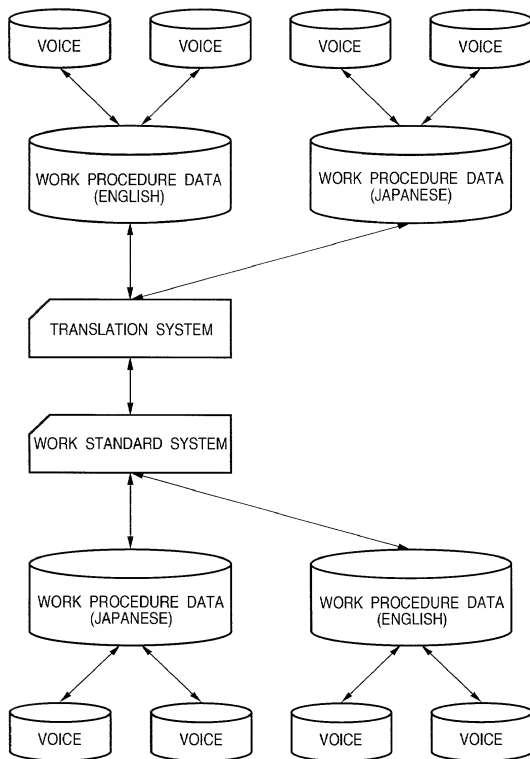 VOICE
VOICE
VOICE
VOICE
WORK PROCEDURE DATA
(ENGLISH)
WORK PROCEDURE DATA
(JAPANESE)
TRANSLATION SYSTEM
WORK STANDARD SYSTEM
WORK PROCEDURE DATA
(JAPANESE)
WORK PROCEDURE DATA
(ENGLISH)
VOICE
VOICE
VOICE
VOICE